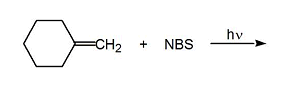 =CH₂ + NBS hν